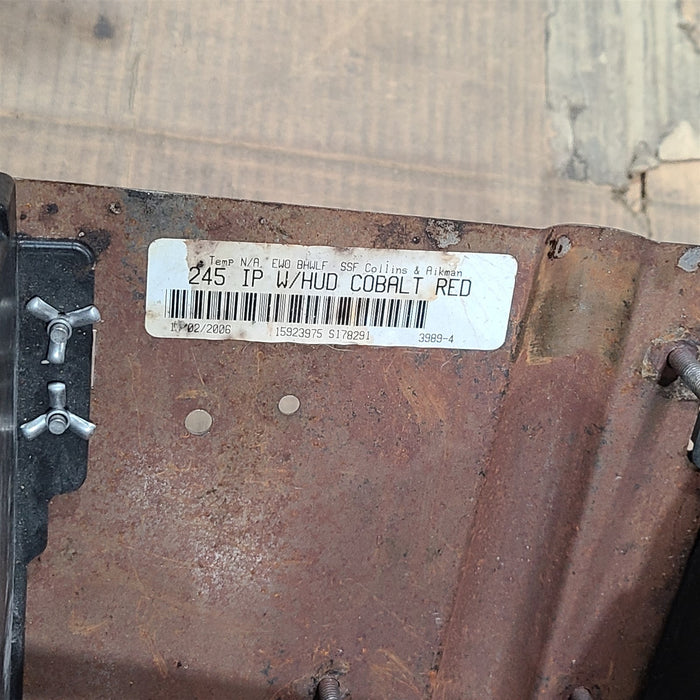 Temp N/A, EWO BHWLF SSF Collins & Aikman
245 IP W/HUD COBALT RED
/02/2006 15923975 S178291 3989-4